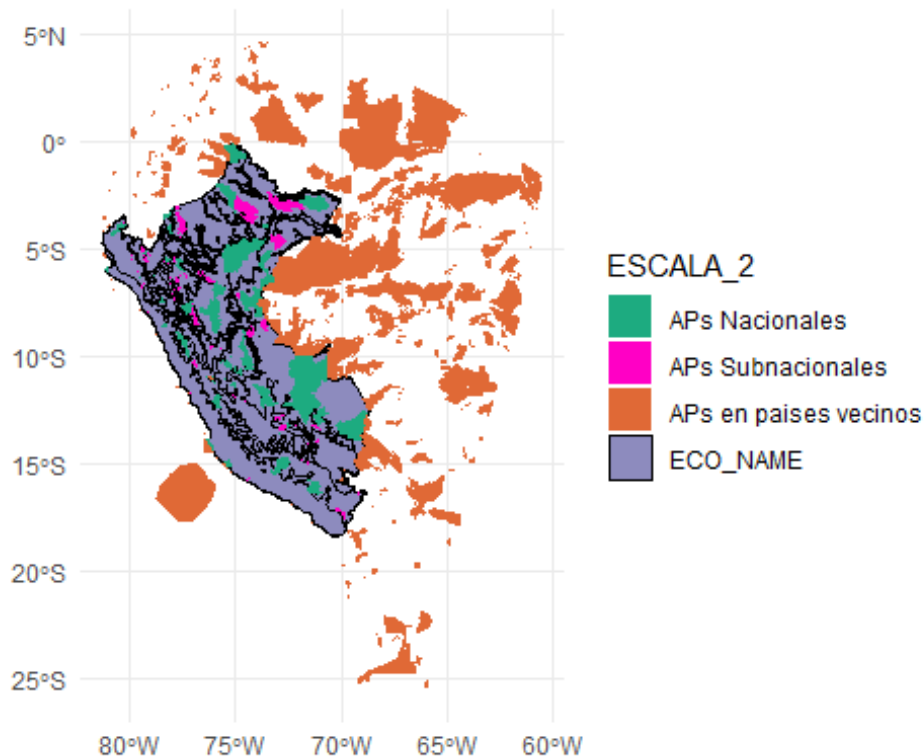 5°N
0°
5°S
10°S
15°S
20°S
25°S
80°W 75°W 70°W 65°W 60°W
ESCALA_2
APs Nacionales
APs Subnacionales
APs en paises vecinos
ECO_NAME